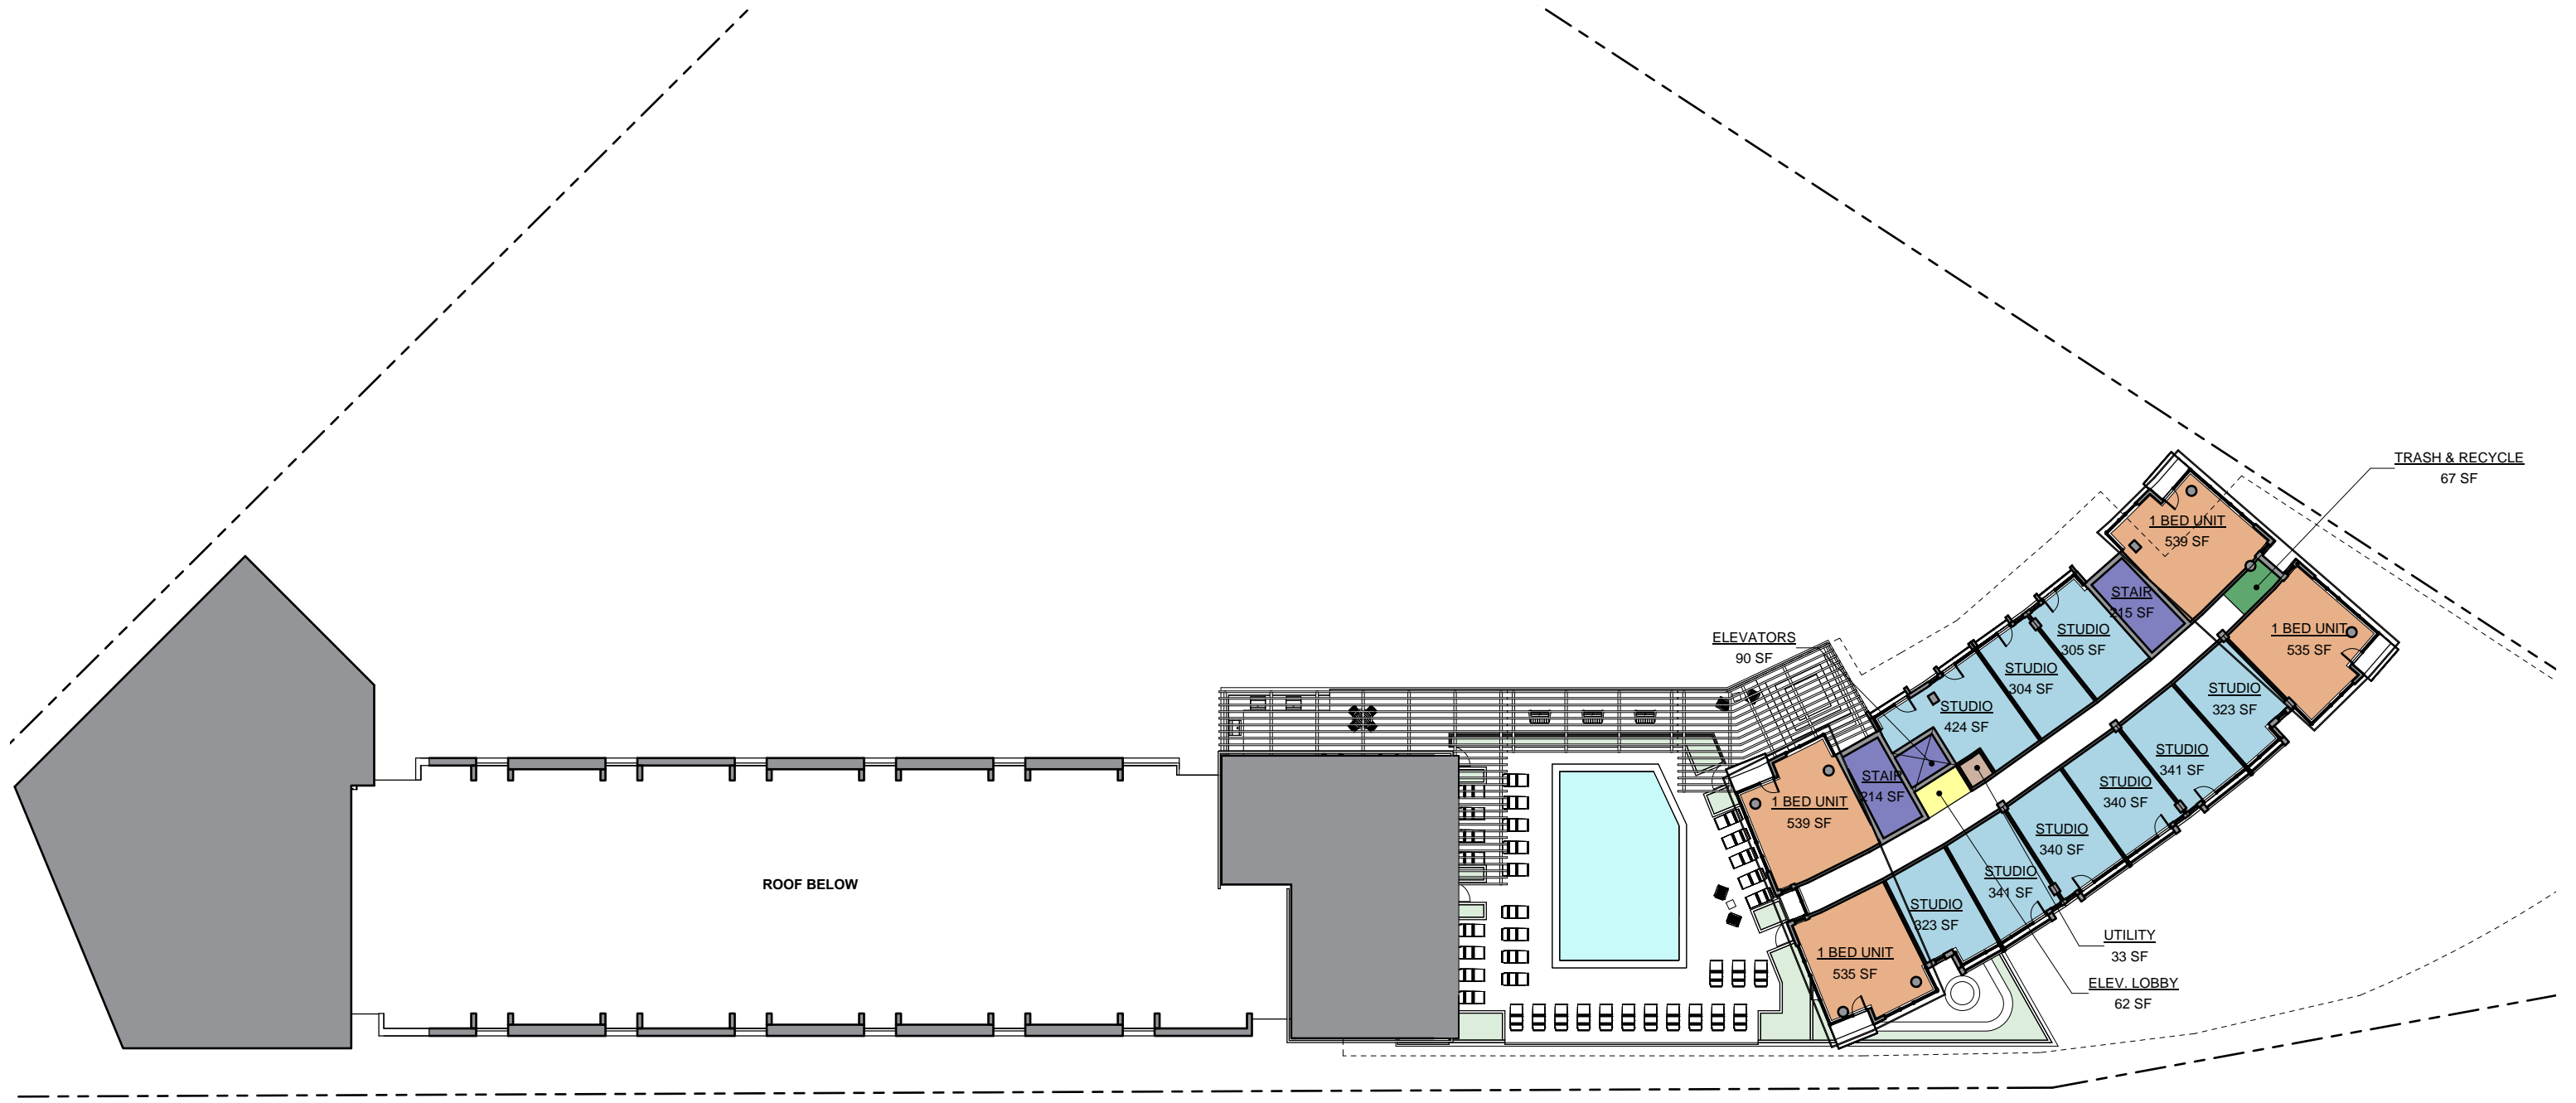 TRASH & RECYCLE
67 SF
1 BED UNIT
539 SF
STAIR
215 SF
1 BED UNIT
535 SF
STUDIO
305 SF
ELEVATORS
90 SF
STUDIO
304 SF
STUDIO
323 SF
STUDIO
424 SF
STUDIO
341 SF
STAIR
214 SF
STUDIO
340 SF
1 BED UNIT
539 SF
STUDIO
340 SF
ROOF BELOW
STUDIO
341 SF
STUDIO
323 SF
UTILITY
33 SF
1 BED UNIT
535 SF
ELEV. LOBBY
62 SF